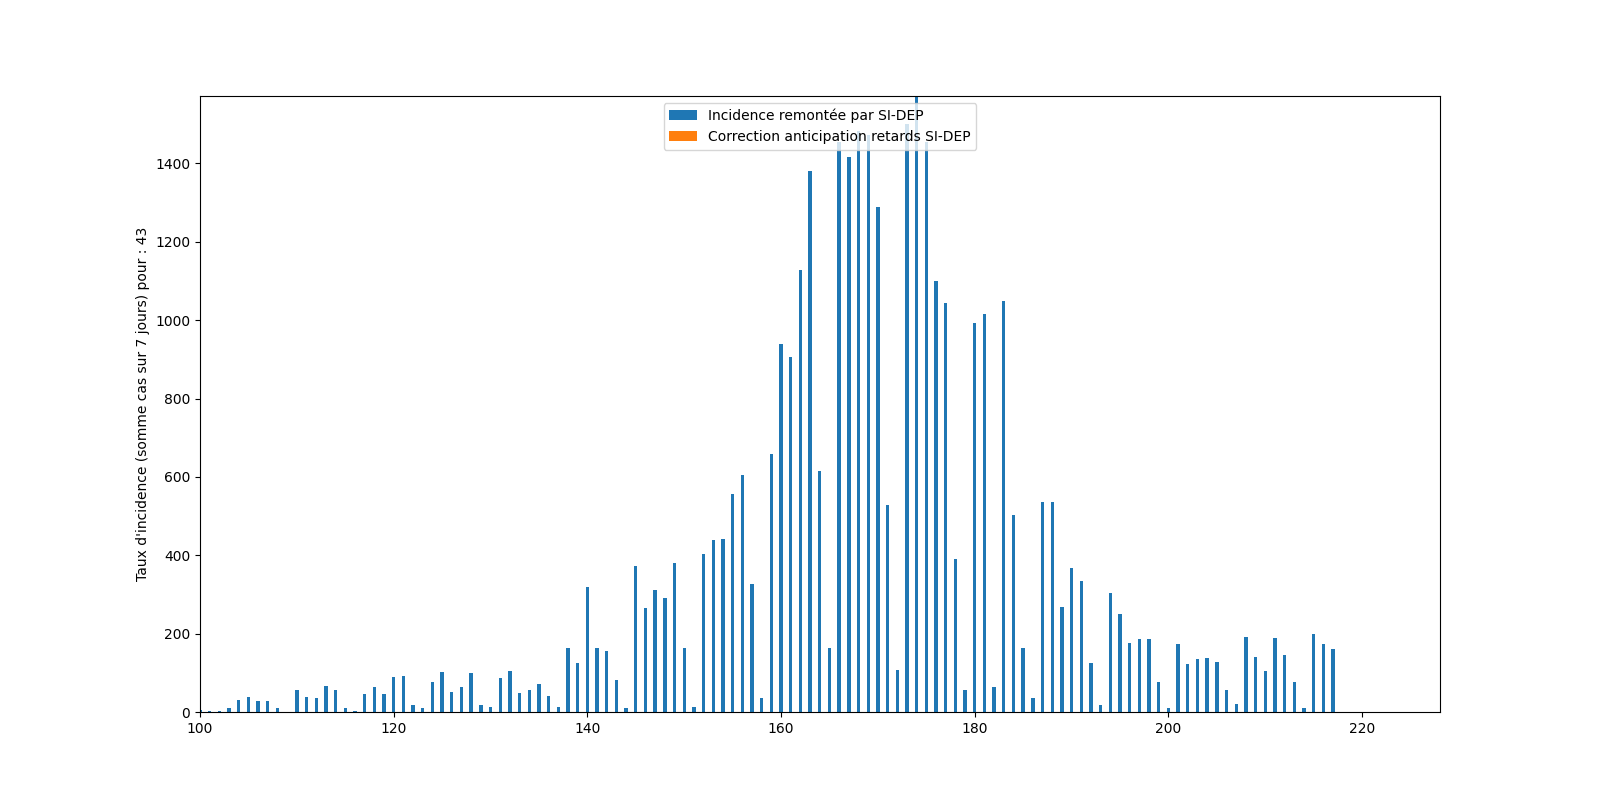 Incidence remontée par SI-DEP
Correction anticipation retards SI-DEP
Taux d'incidence (somme cas sur 7 jours) pour : 43
1400
1200
1000
800
600
400
200
0
100 120 140 160 180 200 220